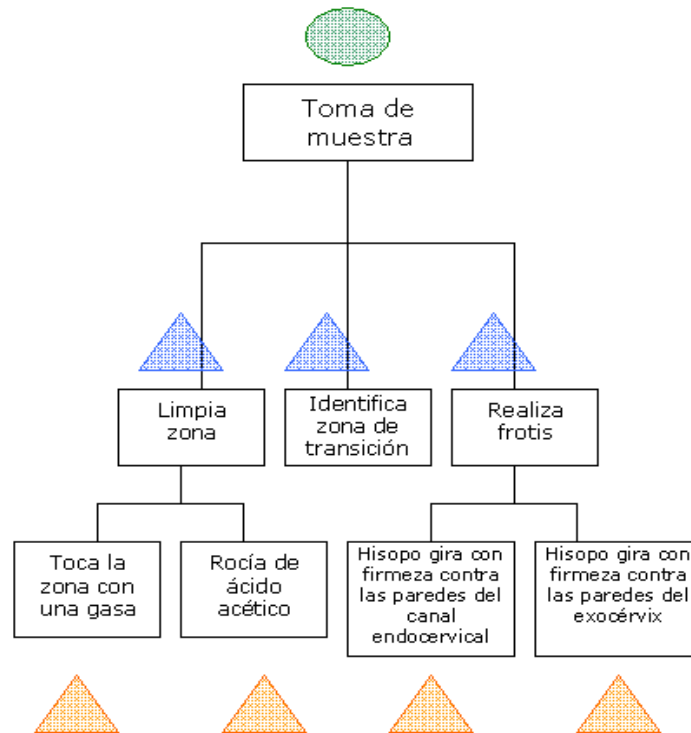 Toma de
muestra
Limpia
zona
Identifica
zona de
transición
Realiza
frotis
Toca la
zona con
una gasa
Rocía de
ácido
acético
Hisopo gira con
firmeza contra
las paredes del
canal
endocervical
Hisopo gira con
firmeza contra
las paredes del
exocérvix